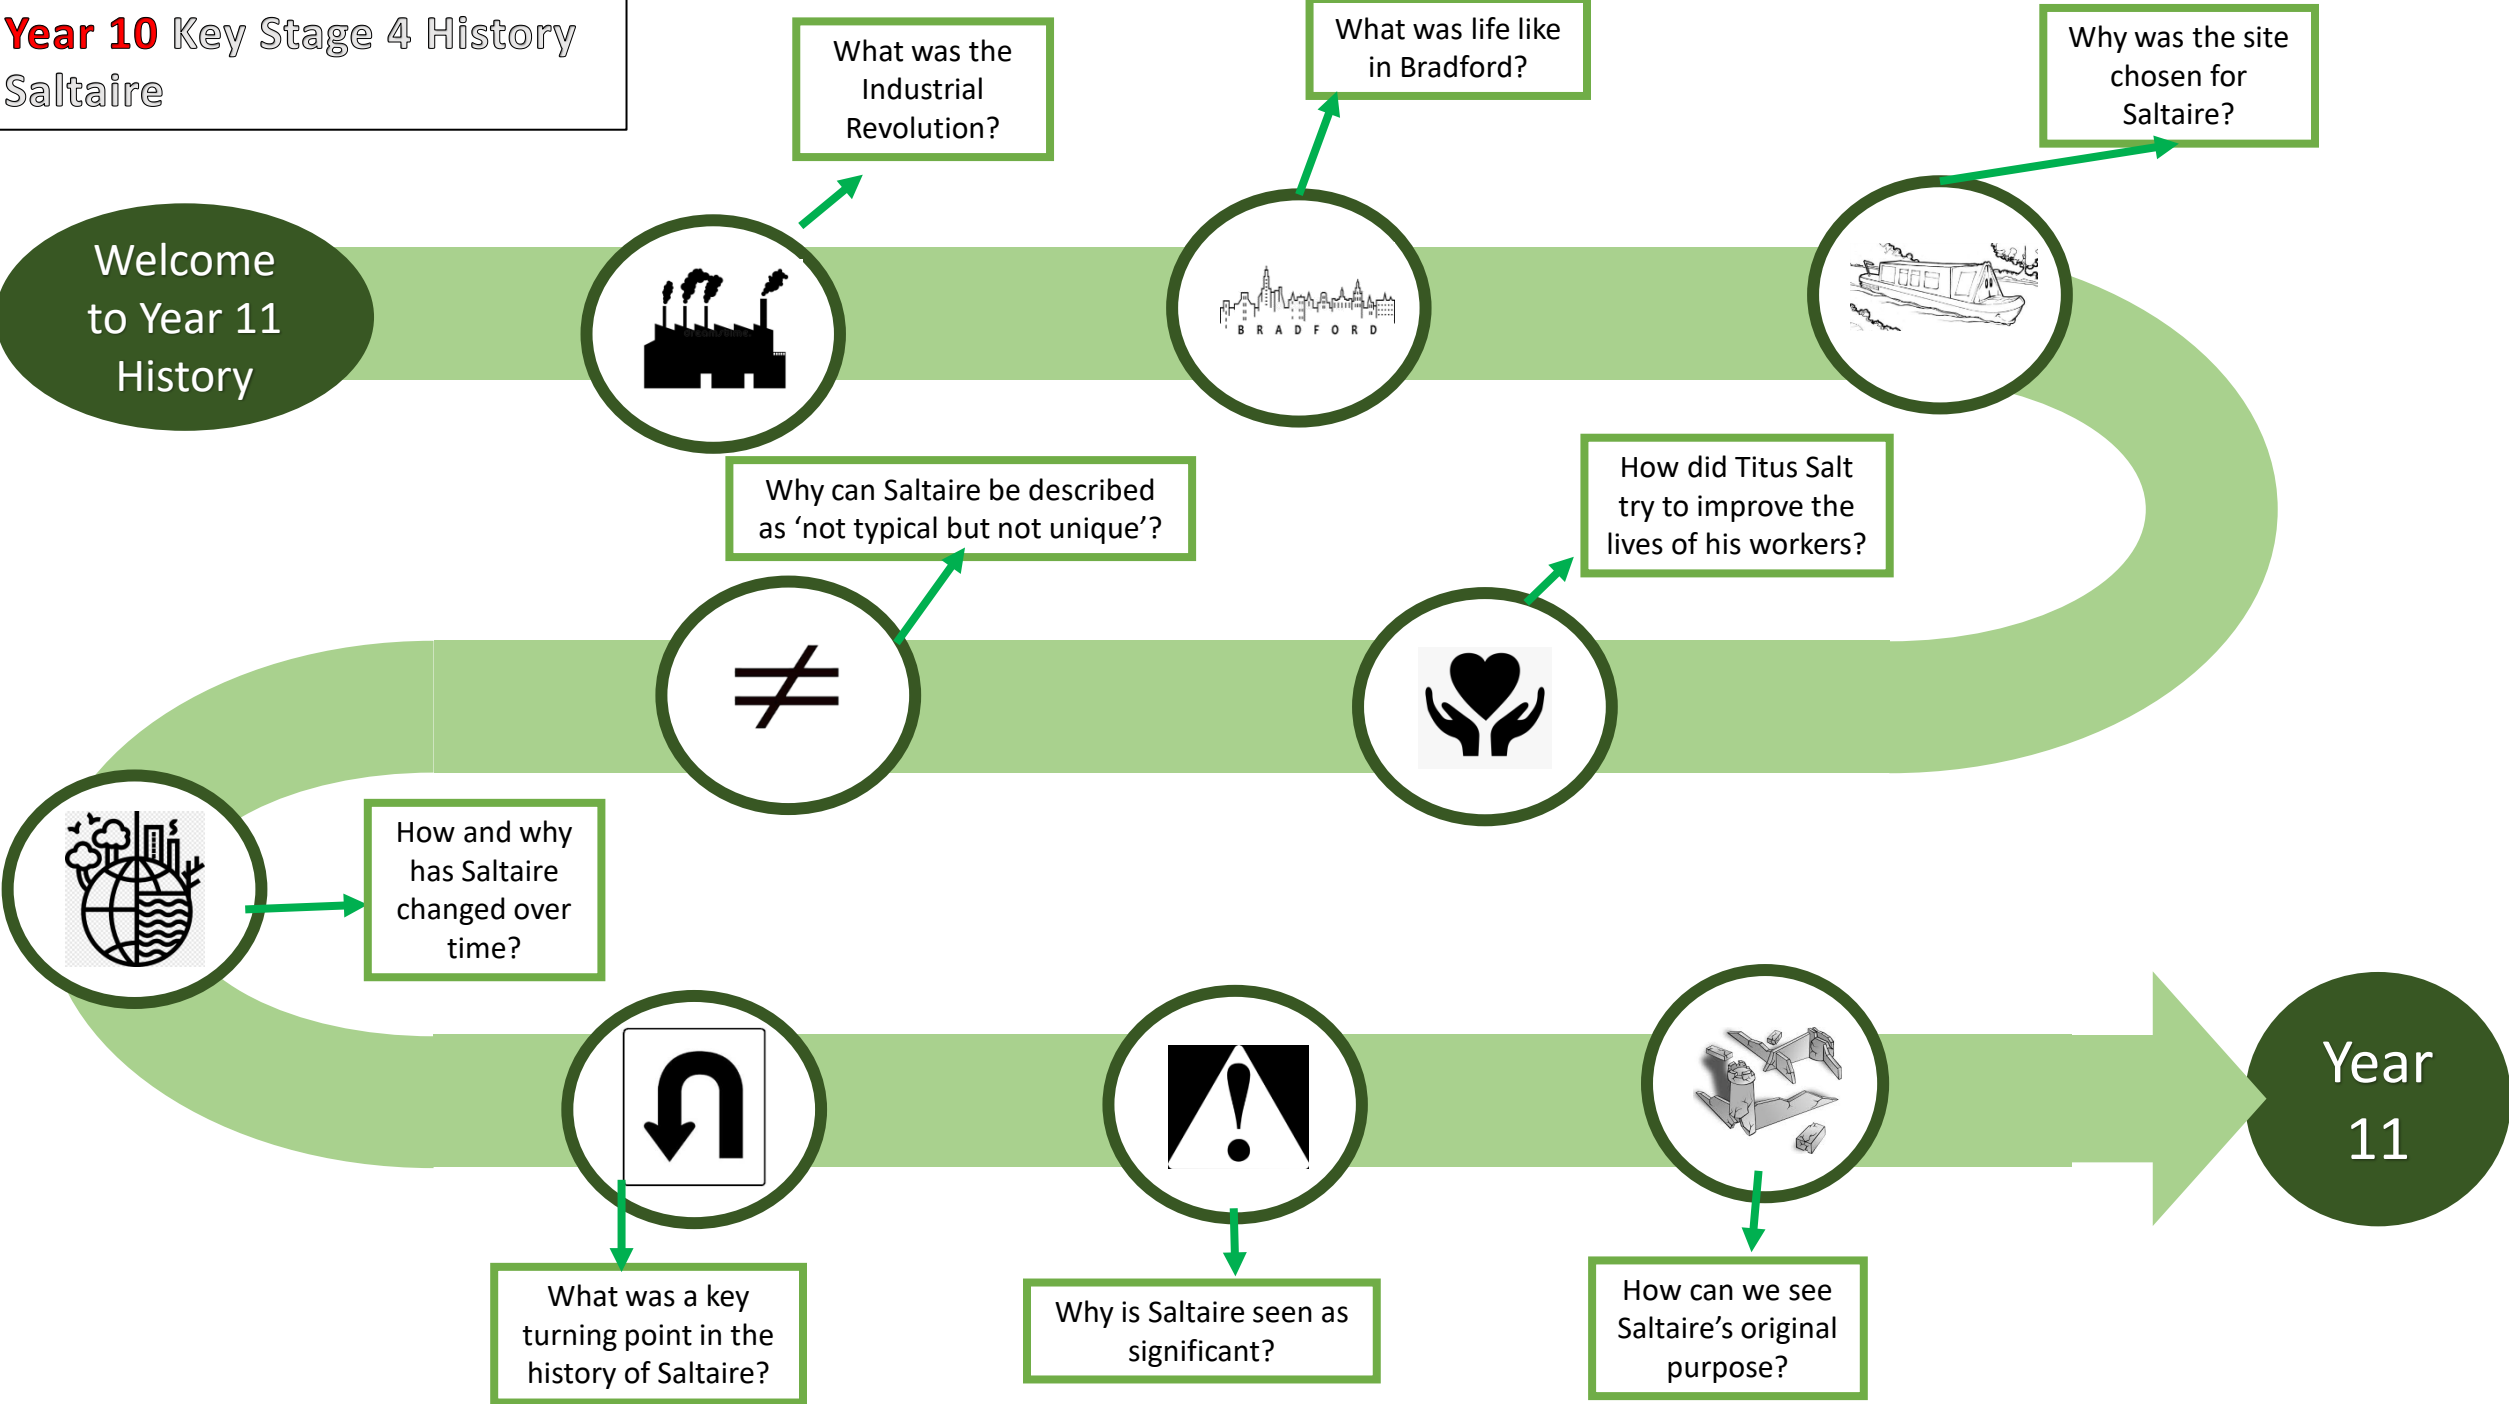 Year 10 Key Stage 4 History
Saltaire
What was the
Industrial
Revolution?
What was life like
in Bradford?
Why was the site
chosen for
Saltaire?
Welcome
to Year 11
History
BRADFORD
How did Titus Salt
try to improve the
lives of his workers?
Why can Saltaire be described
as ‘not typical but not unique’?
How and why
has Saltaire
changed over
time?
What was a key
turning point in the
history of Saltaire?
Why is Saltaire seen as
significant?
How can we see
Saltaire’s original
purpose?
Year
11